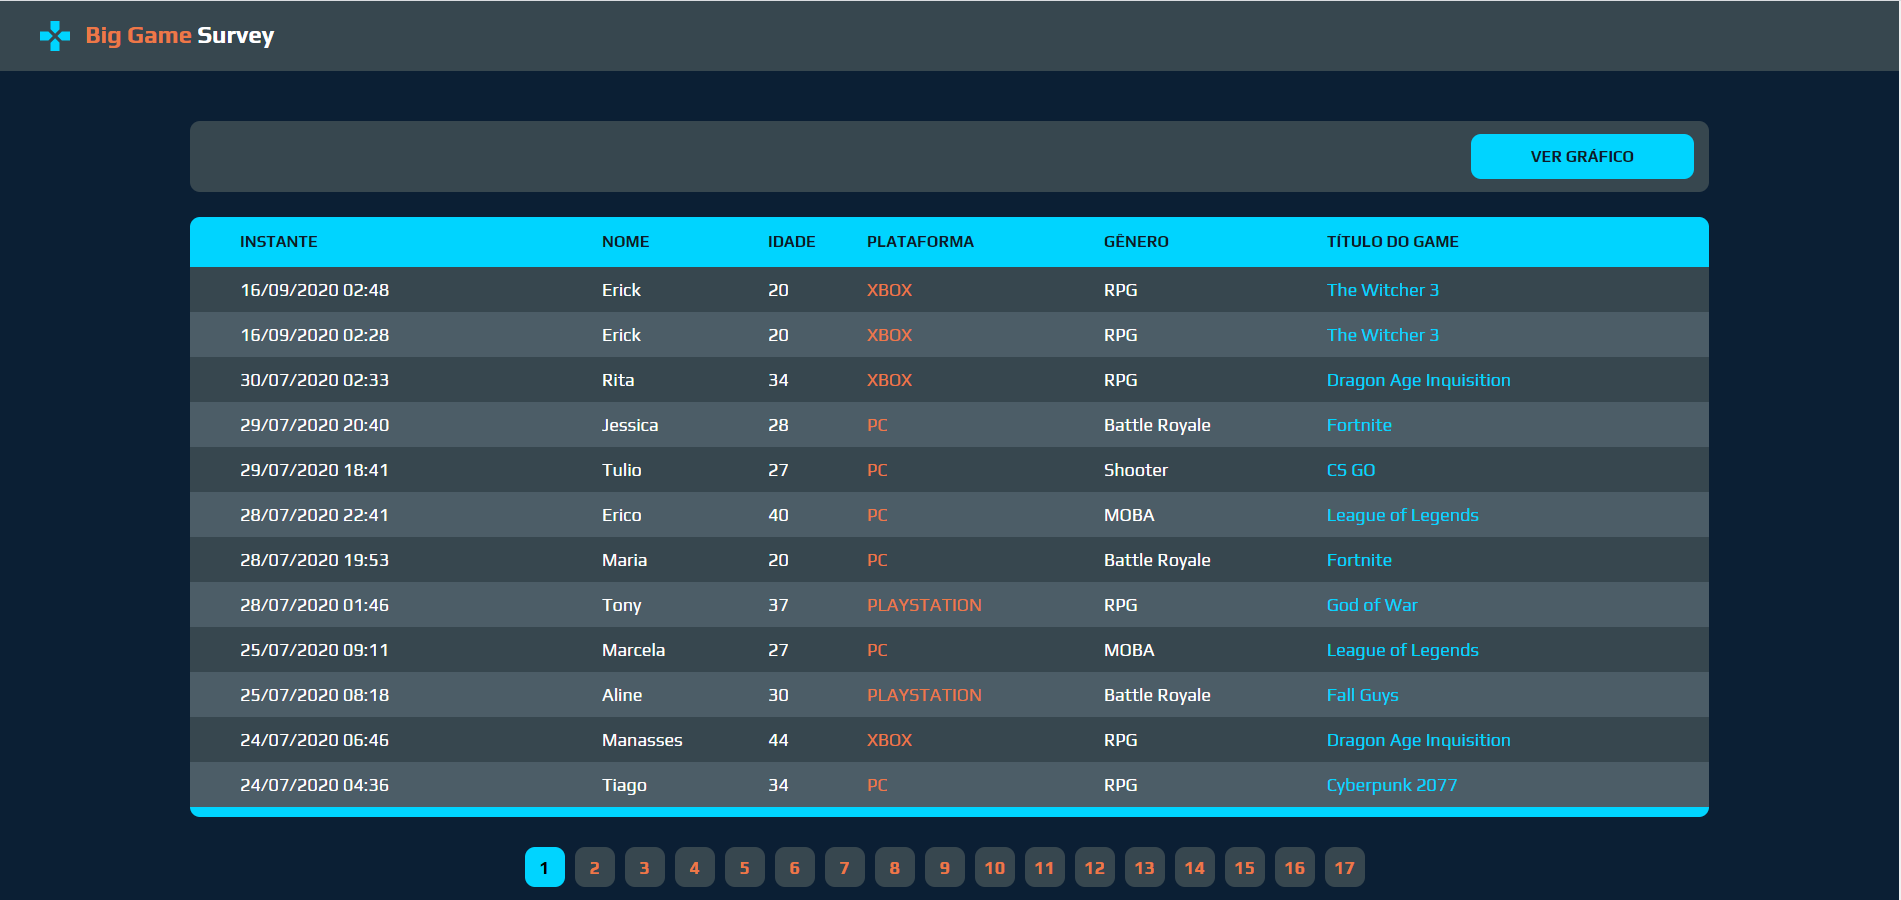 Big Game Survey
VER GRÁFICO
INSTANTE NOME IDADE PLATAFORMA GÊNERO TÍTULO DO GAME
16/09/2020 02:48 Erick 20 XBOX RPG The Witcher 3
16/09/2020 02:28 Erick 20 XBOX RPG The Witcher 3
30/07/2020 02:33 Rita 34 XBOX RPG Dragon Age Inquisition
29/07/2020 20:40 Jessica 28 PC Battle Royale Fortnite
29/07/2020 18:41 Tulio 27 PC Shooter CS GO
28/07/2020 22:41 Erico 40 PC MOBA League of Legends
28/07/2020 19:53 Maria 20 PC Battle Royale Fortnite
28/07/2020 01:46 Tony 37 PLAYSTATION RPG God of War
25/07/2020 09:11 Marcela 27 PC MOBA League of Legends
25/07/2020 08:18 Aline 30 PLAYSTATION Battle Royale Fall Guys
24/07/2020 06:46 Manasses 44 XBOX RPG Dragon Age Inquisition
24/07/2020 04:36 Tiago 34 PC RPG Cyberpunk 2077
1 2 3 4 5 6 7 8 9 10 11 12 13 14 15 16 17